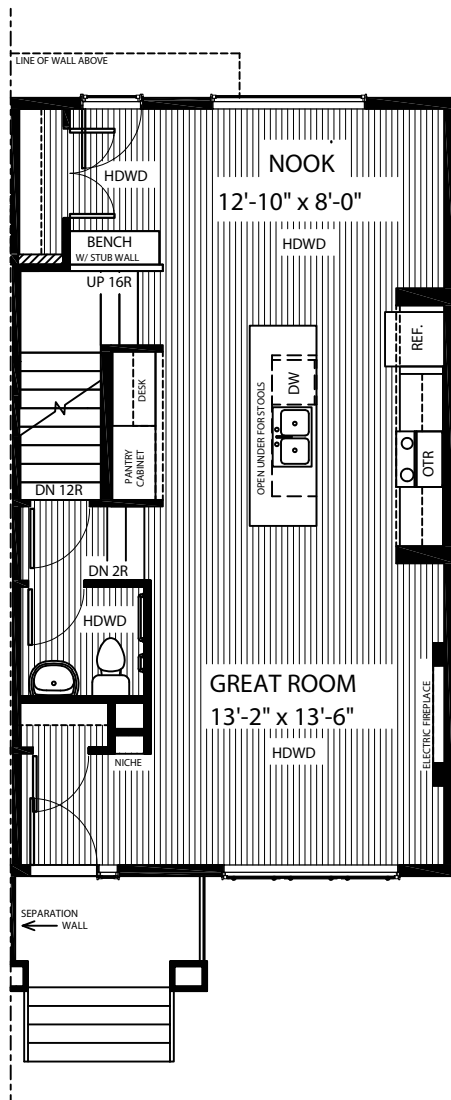 LINE OF WALL ABOVE
NOOK
12'-10" x 8'-0"
HDWD
HDWD
BENCH
W/ STUB WALL
UP 16R
REF.
DESK
DW
OPEN UNDER FOR STOOLS
PANTRY
CABINET
OTR
DN 12R
DN 2R
HDWD
GREAT ROOM
13'-2" x 13'-6"
HDWD
ELECTRIC FIREPLACE
NICHE
SEPARATION
WALL